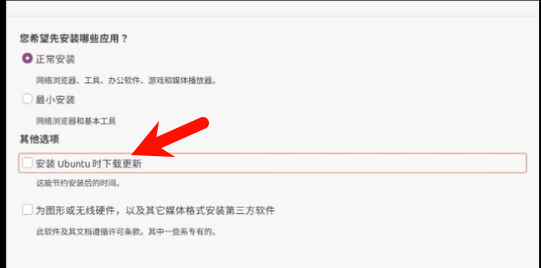 您希望先安装哪些应用？
正常安装
网络浏览器、工具、办公软件、游戏和媒体播放器。
最小安装
网络浏览器和基本工具
其他选项
安装 Ubuntu 时下载更新
这能节约安装后的时间。
为图形或无线硬件，以及其它媒体格式安装第三方软件
此软件及其文档遵循许可条款。其中一些系专有的。